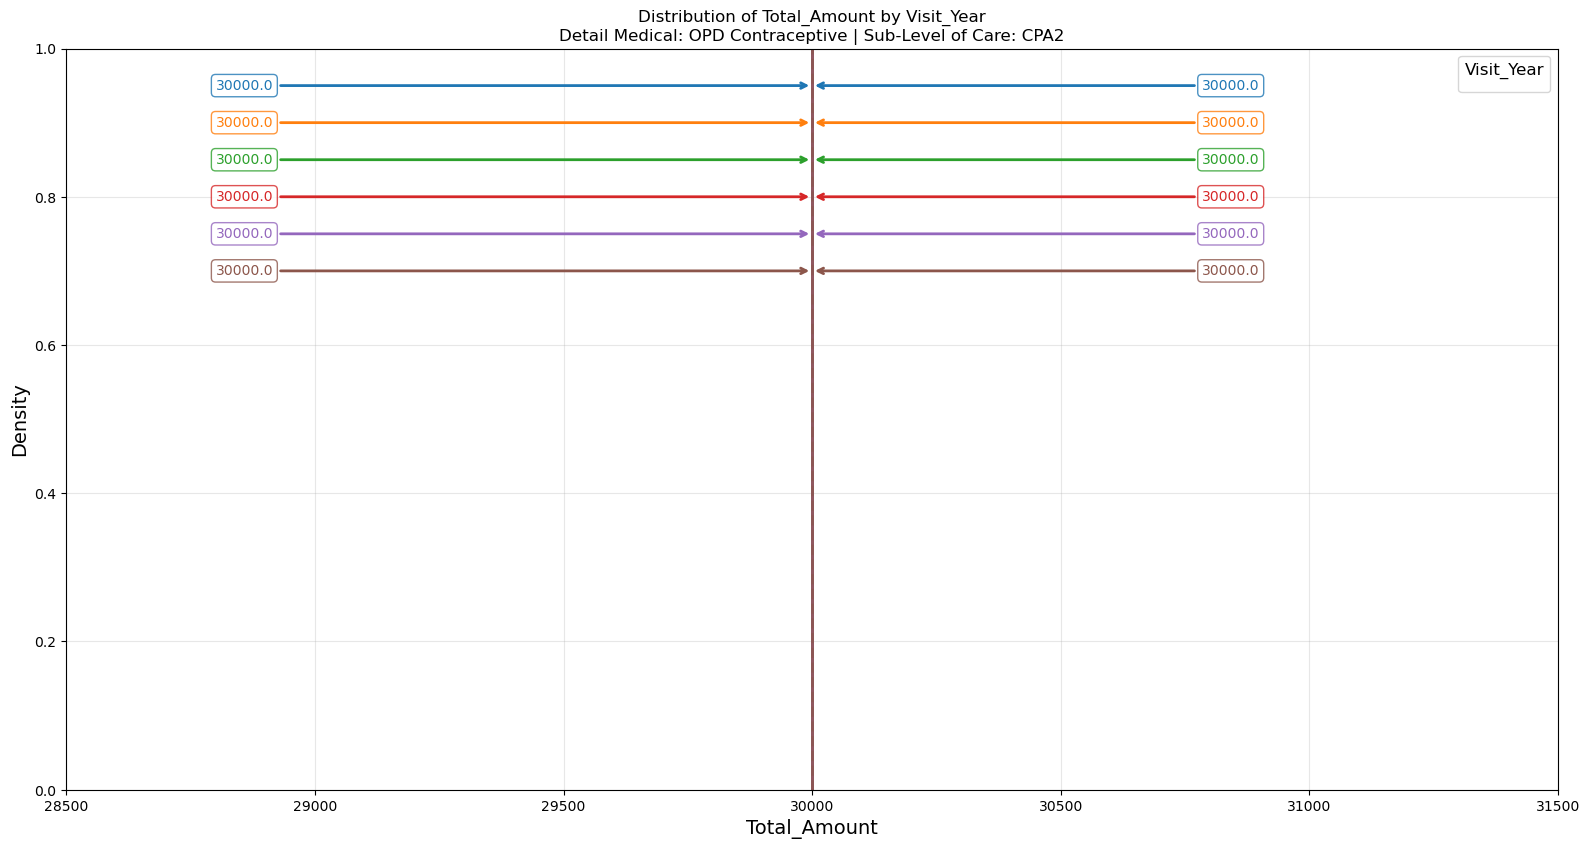 Distribution of Total_Amount by Visit_Year
Detail Medical: OPD Contraceptive | Sub-Level of Care: CPA2
Visit_Year
30000.0 30000.0
30000.0 30000.0
30000.0 30000.0
30000.0 30000.0
30000.0 30000.0
30000.0 30000.0
1.0
0.8
0.6
0.4
0.2
0.0
Density
28500 29000 29500 30000 30500 31000 31500
Total_Amount